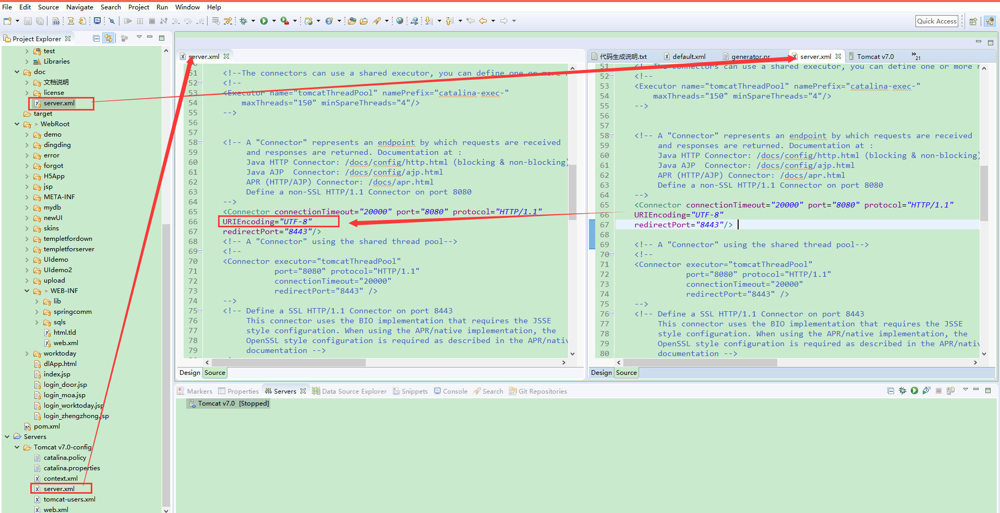 File Edit Source Navigate Search Project Run Window Help
Quick Access
Project Explorer
test
Libraries
doc
文档说明
license
server.xml
target
> WebRoot
demo
dingding
error
forgot
H5App
jsp
META-INF
mydb
newUI
skins
templetfordown
templetforserver
UIdemo
UIdemo2
upload
> WEB-INF
lib
springcomm
sqls
html.tld
web.xml
worktoday
dlApp.html
index.jsp
login_door.jsp
login_moa.jsp
login_worktoday.jsp
login_zhengzhong.jsp
pom.xml
Servers
Tomcat v7.0-config
catalina.policy
catalina.properties
context.xml
server.xml
tomcat-users.xml
web.xml
server.xml
51 <!--The connectors can use a shared executor, you can define one or more
52 <!--
53 <Executor name="tomcatThreadPool" namePrefix="catalina-exec-"
54 maxThreads="150" minSpareThreads="4"/>
55 -->
56
57
58 <!-- A "Connector" represents an endpoint by which requests are received
59 and responses are returned. Documentation at :
60 Java HTTP Connector: /docs/config/http.html (blocking & non-blocking)
61 Java AJP  Connector: /docs/config/ajp.html
62 APR (HTTP/AJP) Connector: /docs/apr.html
63 Define a non-SSL HTTP/1.1 Connector on port 8080
64 -->
65 <Connector connectionTimeout="20000" port="8080" protocol="HTTP/1.1"
66 URIEncoding="UTF-8"
67 redirectPort="8443"/>
68 <!-- A "Connector" using the shared thread pool-->
69 <!--
70 <Connector executor="tomcatThreadPool"
71 port="8080" protocol="HTTP/1.1"
72 connectionTimeout="20000"
73 redirectPort="8443" />
74 -->
75 <!-- Define a SSL HTTP/1.1 Connector on port 8443
76 This connector uses the BIO implementation that requires the JSSE
77 style configuration. When using the APR/native implementation, the
78 OpenSSL style configuration is required as described in the APR/nativ
79 documentation -->
Design Source
代码生成说明.txt default.xml generator.pr server.xml Tomcat v7.0 »21
51 <!--The connectors can use a shared executor, you can define one or more
52 <!--
53 <Executor name="tomcatThreadPool" namePrefix="catalina-exec-"
54 maxThreads="150" minSpareThreads="4"/>
55 -->
56
57
58 <!-- A "Connector" represents an endpoint by which requests are received
59 and responses are returned. Documentation at :
60 Java HTTP Connector: /docs/config/http.html (blocking & non-blocking)
61 Java AJP  Connector: /docs/config/ajp.html
62 APR (HTTP/AJP) Connector: /docs/apr.html
63 Define a non-SSL HTTP/1.1 Connector on port 8080
64 -->
65 <Connector connectionTimeout="20000" port="8080" protocol="HTTP/1.1"
66 URIEncoding="UTF-8"
67 redirectPort="8443"/>
68
69 <!-- A "Connector" using the shared thread pool-->
70 <!--
71 <Connector executor="tomcatThreadPool"
72 port="8080" protocol="HTTP/1.1"
73 connectionTimeout="20000"
74 redirectPort="8443" />
75 -->
76 <!-- Define a SSL HTTP/1.1 Connector on port 8443
77 This connector uses the BIO implementation that requires the JSSE
78 style configuration. When using the APR/native implementation, the
79 OpenSSL style configuration is required as described in the APR/nativ
80 documentation -->
Design Source
Markers Properties Servers Data Source Explorer Snippets Console Search Git Repositories
Tomcat v7.0 [Stopped]